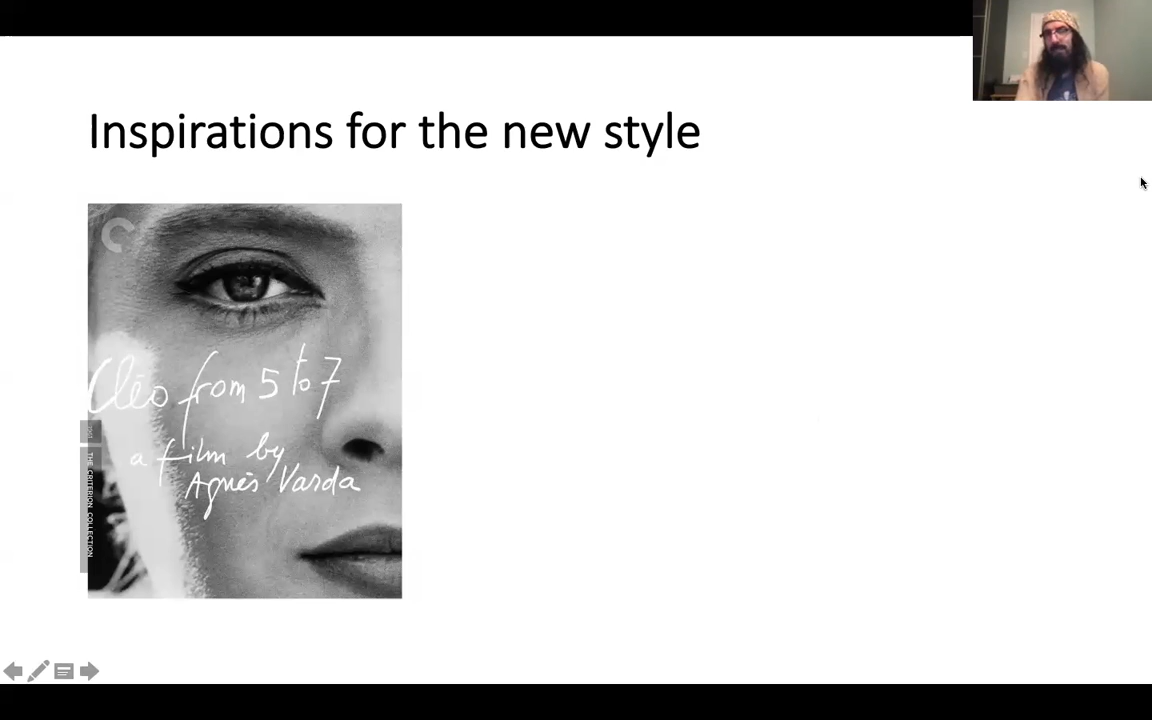 Inspirations for the new style
Cléo from 5 to 7
a film by
Agnès Varda
THE CRITERION COLLECTION